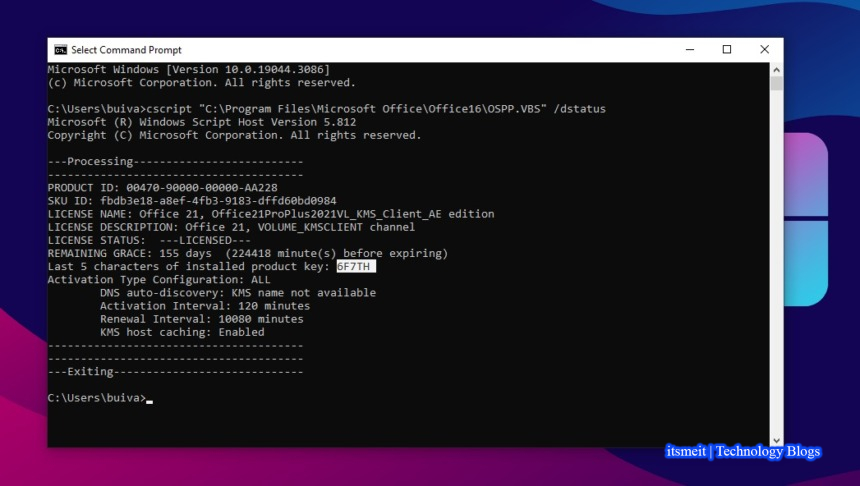 Select Command Prompt
Microsoft Windows [Version 10.0.19044.3086]
(c) Microsoft Corporation. All rights reserved.
C:\Users\buiva>cscript "C:\Program Files\Microsoft Office\Office16\OSPP.VBS" /dstatus
Microsoft (R) Windows Script Host Version 5.812
Copyright (C) Microsoft Corporation. All rights reserved.
---Processing--------------------------
---------------------------------------
PRODUCT ID: 00470-90000-00000-AA228
SKU ID: fbdb3e18-a8ef-4fb3-9183-dffd60bd0984
LICENSE NAME: Office 21, Office21ProPlus2021VL_KMS_Client_AE edition
LICENSE DESCRIPTION: Office 21, VOLUME_KMSCLIENT channel
LICENSE STATUS:  ---LICENSED---
REMAINING GRACE: 155 days  (224418 minute(s) before expiring)
Last 5 characters of installed product key: 6F7TH
Activation Type Configuration: ALL
DNS auto-discovery: KMS name not available
Activation Interval: 120 minutes
Renewal Interval: 10080 minutes
KMS host caching: Enabled
---------------------------------------
---------------------------------------
---Exiting-----------------------------
C:\Users\buiva>
itsmeit | Technology Blogs